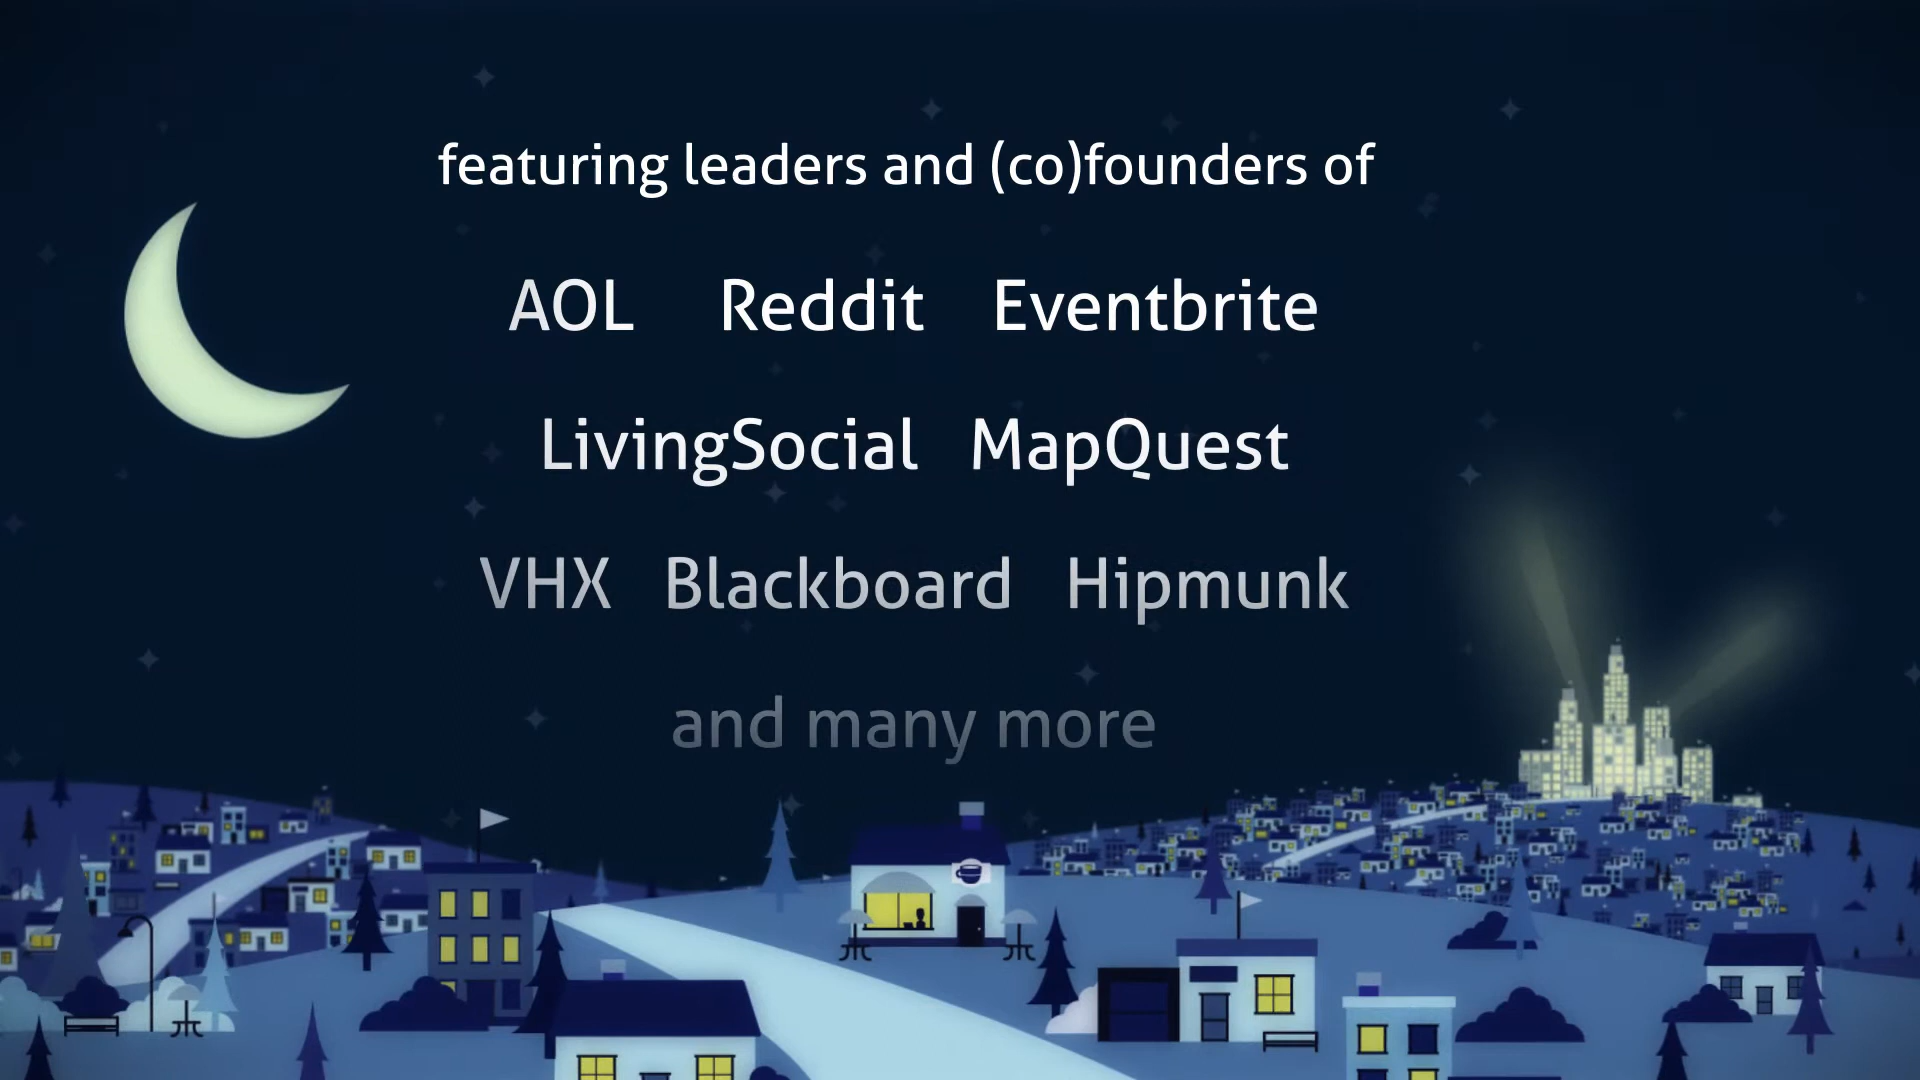 featuring leaders and (co)founders of
AOL Reddit Eventbrite
LivingSocial MapQuest
VHX Blackboard Hipmunk
and many more